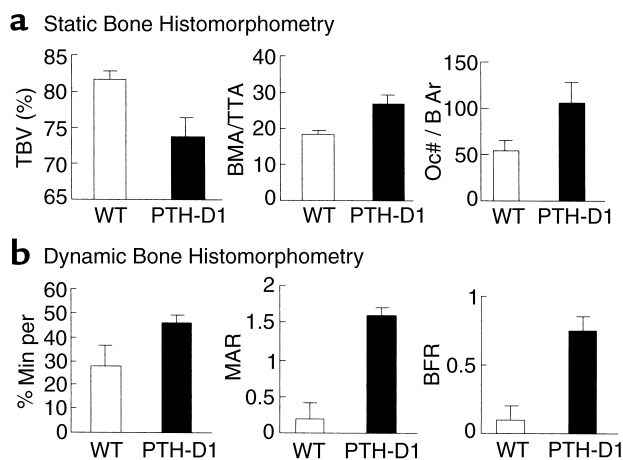 a Static Bone Histomorphometry
TBV (%)
85
80
75
70
65
WT PTH-D1
BMA/TTA
40
30
20
10
0
WT PTH-D1
Oc# / B Ar
150
100
50
0
WT PTH-D1
b Dynamic Bone Histomorphometry
% Min per
60
50
40
30
20
10
0
WT PTH-D1
MAR
2
1.5
1
0.5
0
WT PTH-D1
BFR
1
0.5
0
WT PTH-D1